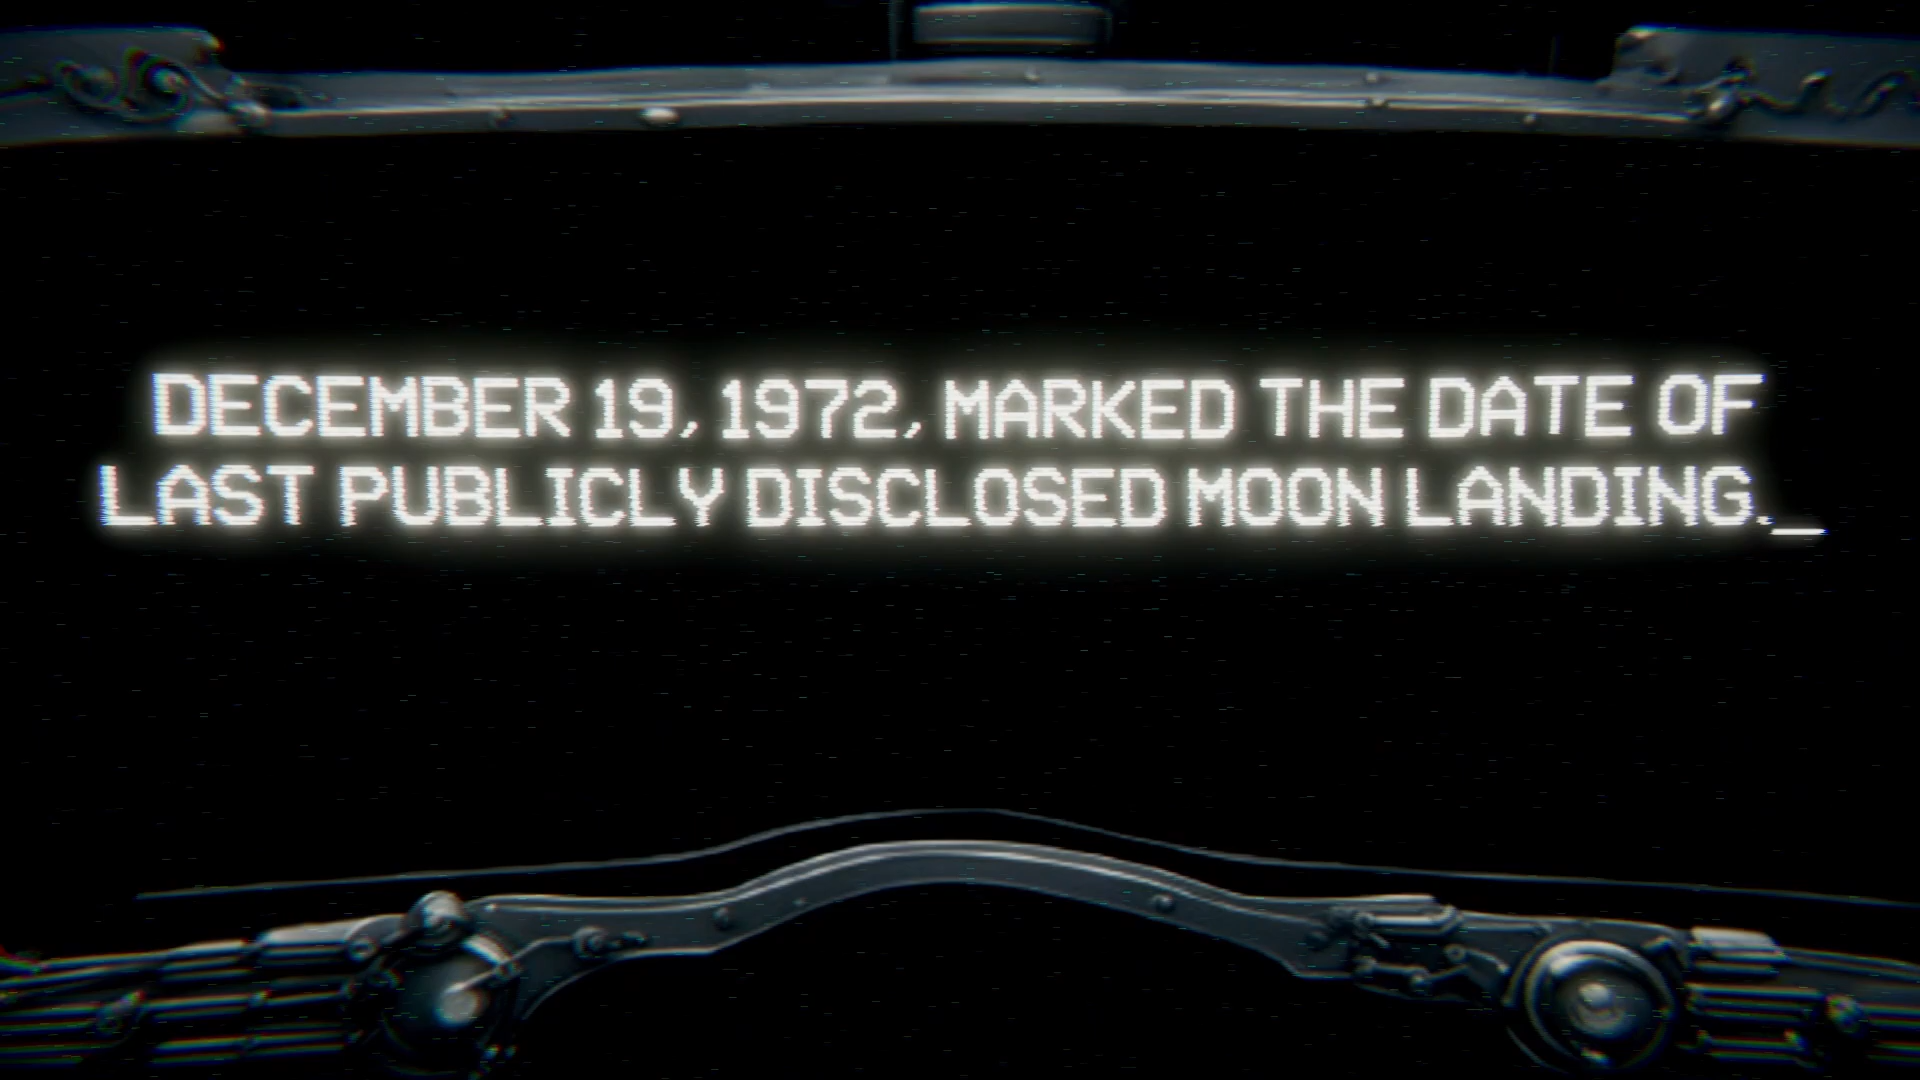 DECEMBER 19, 1972, MARKED THE DATE OF
LAST PUBLICLY DISCLOSED MOON LANDING._